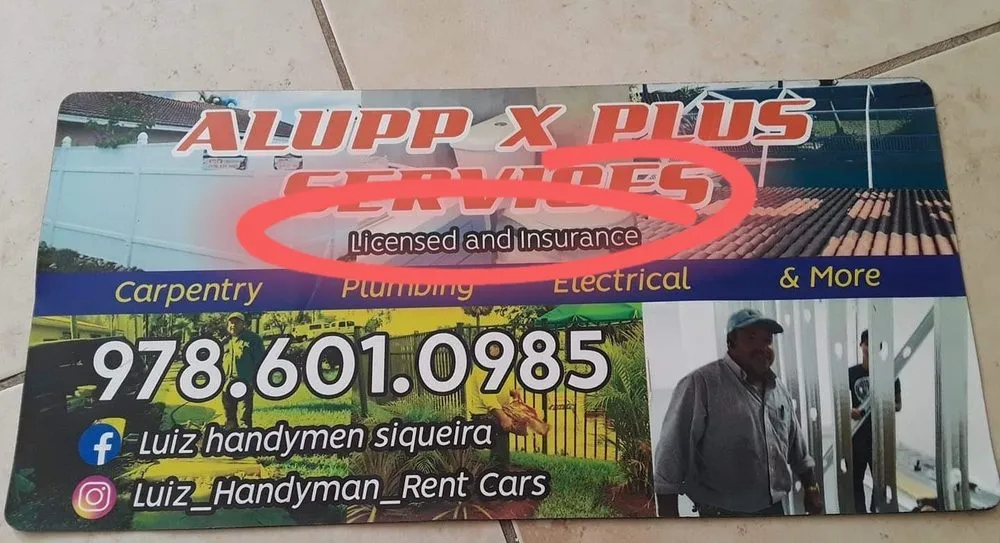 ALUPP X PLUS
SERVICES
Licensed and Insurance
Carpentry Plumbing Electrical & More
978.601.0985
Luiz handymen siqueira
Luiz_Handyman_Rent Cars